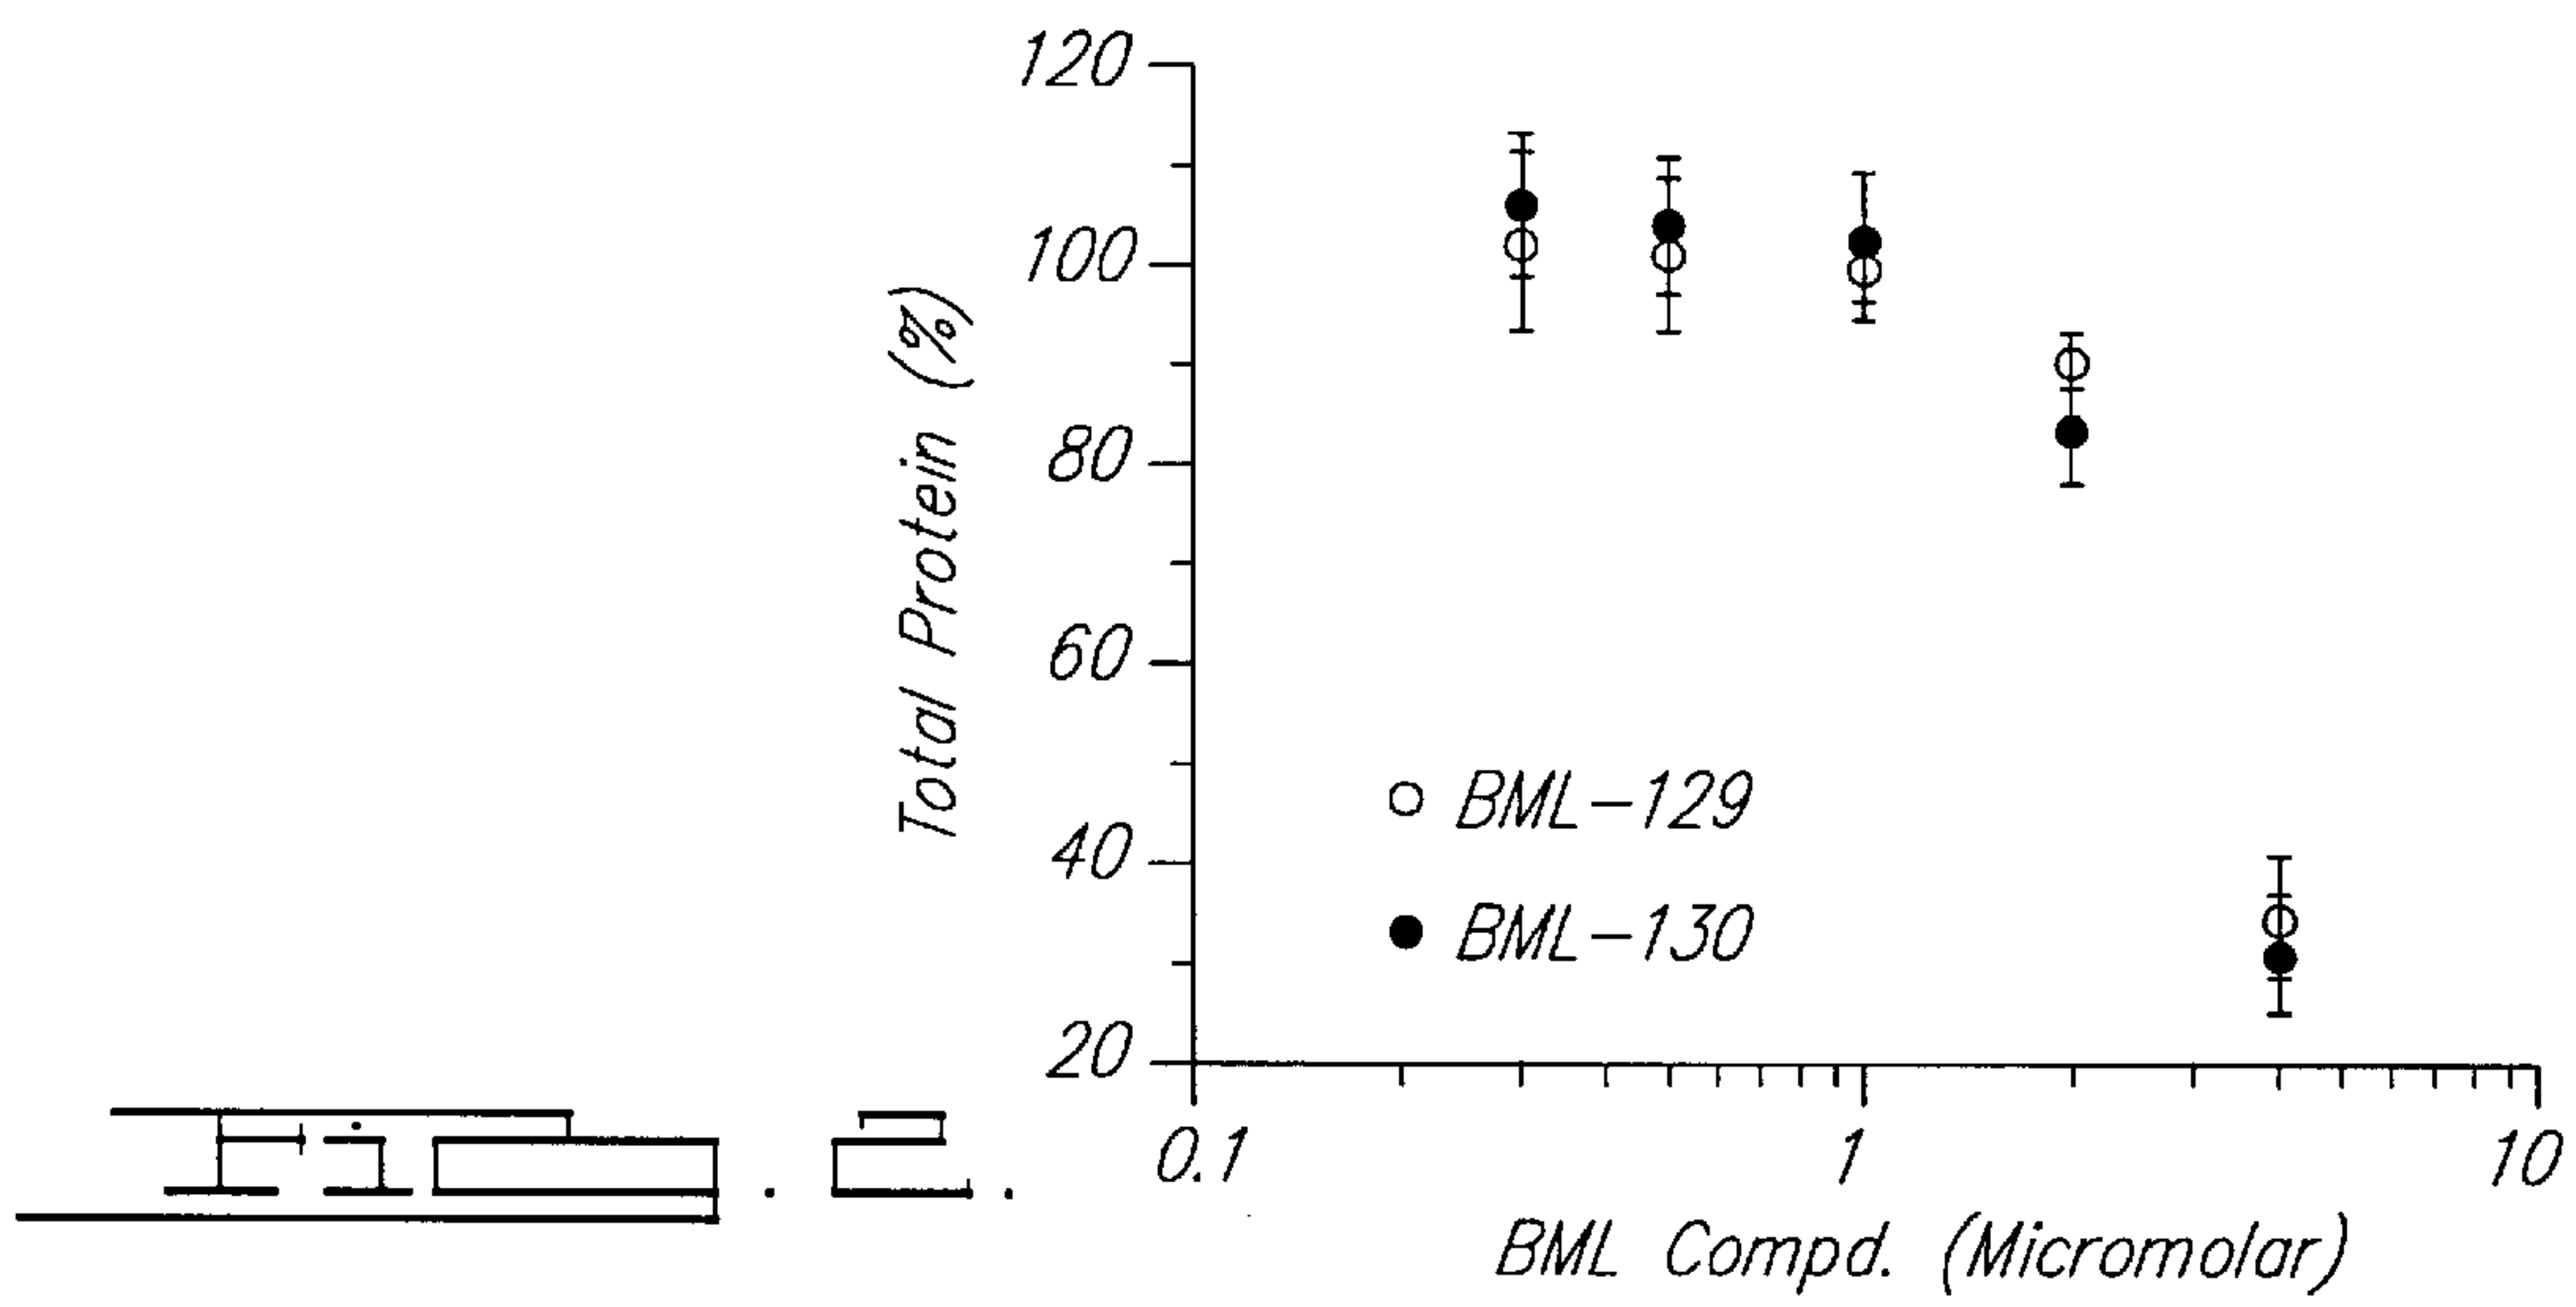 120
100
80
60
40
20
Total Protein (%)
BML-129
BML-130
0.1 1 10
BML Compd. (Micromolar)
Fig. 2.